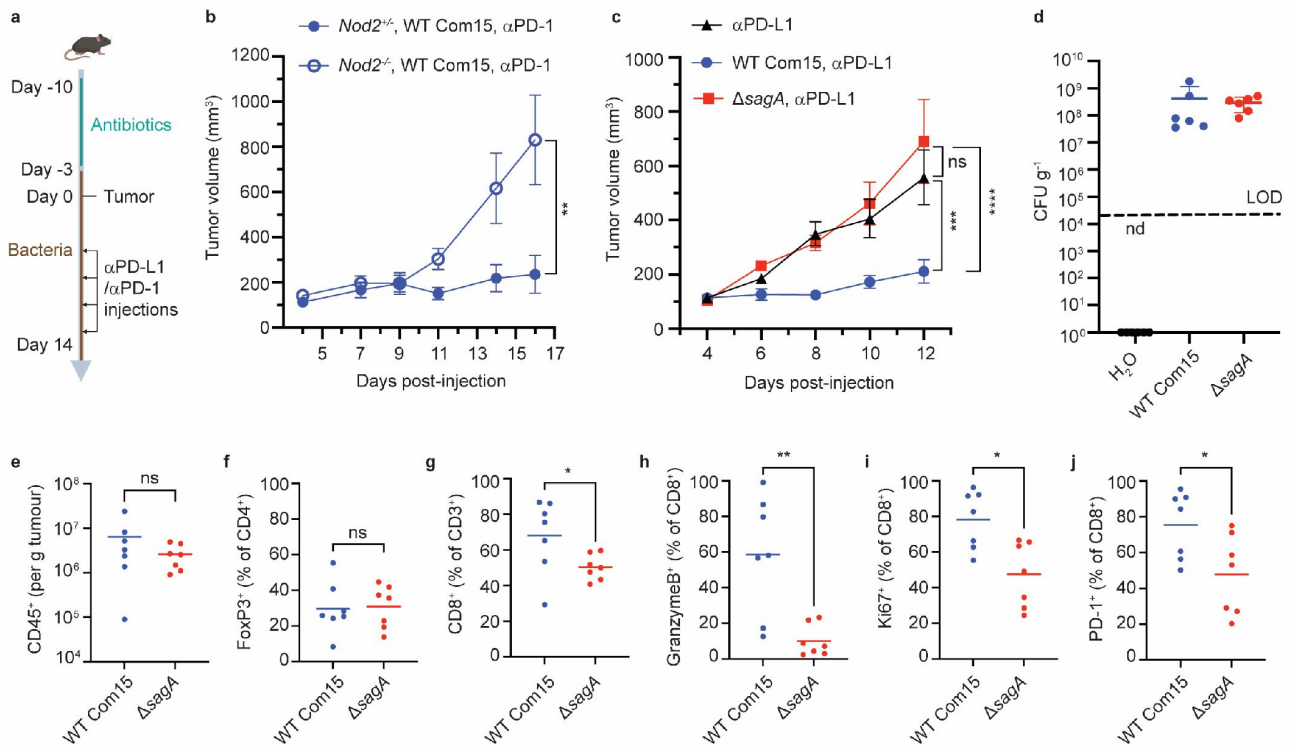 a
Day -10
Antibiotics
Day -3
Day 0
Tumor
Bacteria
αPD-L1
/αPD-1
injections
Day 14
b
Nod2⁺/⁻, WT Com15, αPD-1
Nod2⁻/⁻, WT Com15, αPD-1
Tumor volume (mm³)
1200
1000
800
600
400
200
0
**
5 7 9 11 13 15 17
Days post-injection
c
αPD-L1
WT Com15, αPD-L1
ΔsagA, αPD-L1
Tumor volume (mm³)
1000
800
600
400
200
0
ns
***
****
4 6 8 10 12
Days post-injection
d
CFU g⁻¹
10¹⁰
10⁹
10⁸
10⁷
10⁶
10⁵
10⁴
10³
10²
10¹
10⁰
LOD
nd
H₂O
WT Com15
ΔsagA
e
CD45⁺ (per g tumour)
10⁸
10⁷
10⁶
10⁵
10⁴
ns
WT Com15
ΔsagA
f
FoxP3⁺ (% of CD4⁺)
100
80
60
40
20
0
ns
WT Com15
ΔsagA
g
CD8⁺ (% of CD3⁺)
100
80
60
40
20
0
*
WT Com15
ΔsagA
h
GranzymeB⁺ (% of CD8⁺)
100
80
60
40
20
0
**
WT Com15
ΔsagA
i
Ki67⁺ (% of CD8⁺)
100
80
60
40
20
0
*
WT Com15
ΔsagA
j
PD-1⁺ (% of CD8⁺)
100
80
60
40
20
0
*
WT Com15
ΔsagA